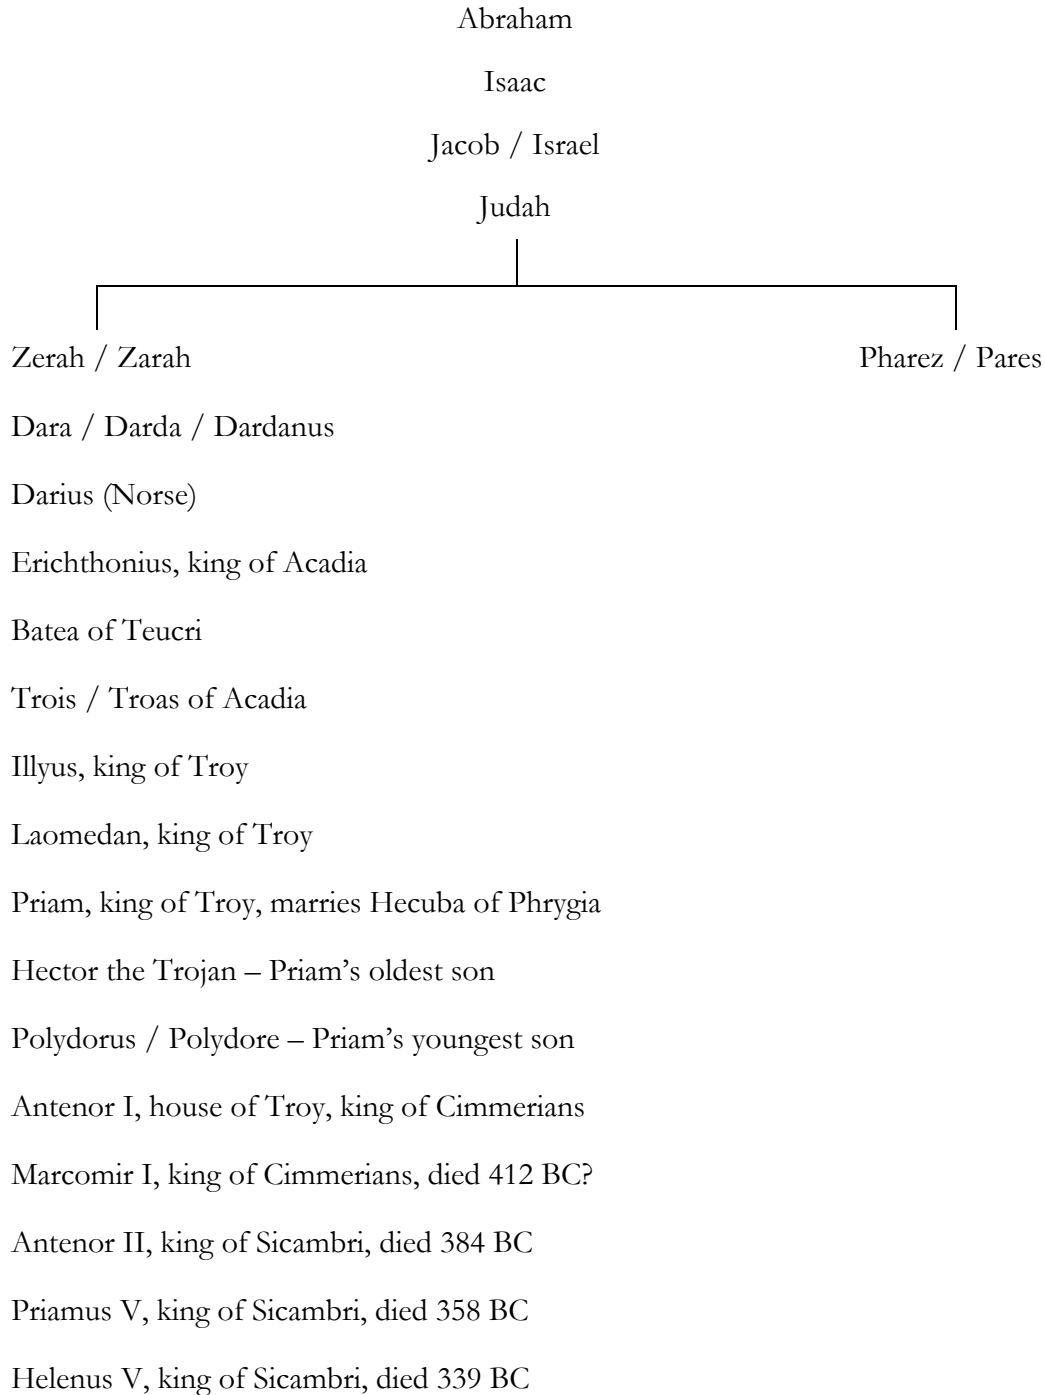 Abraham
Isaac
Jacob / Israel
Judah
Zerah / Zarah
Pharez / Pares
Dara / Darda / Dardanus
Darius (Norse)
Erichthonius, king of Acadia
Batea of Teucri
Trois / Troas of Acadia
Illyus, king of Troy
Laomedan, king of Troy
Priam, king of Troy, marries Hecuba of Phrygia
Hector the Trojan – Priam’s oldest son
Polydorus / Polydore – Priam’s youngest son
Antenor I, house of Troy, king of Cimmerians
Marcomir I, king of Cimmerians, died 412 BC?
Antenor II, king of Sicambri, died 384 BC
Priamus V, king of Sicambri, died 358 BC
Helenus V, king of Sicambri, died 339 BC